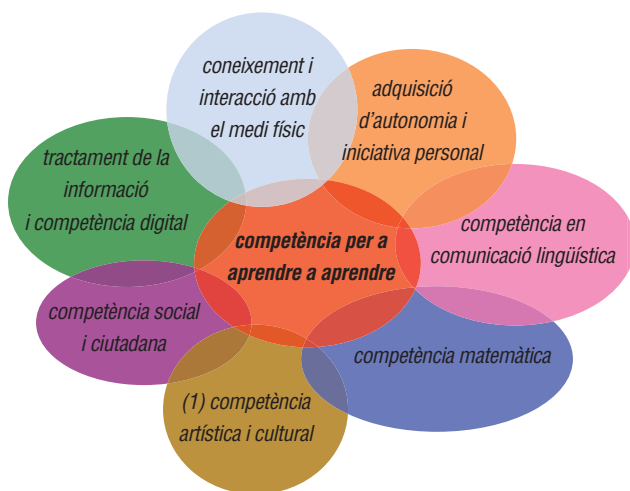 coneixement i
interacció amb
el medi físic
adquisició
d'autonomia i
iniciativa personal
tractament de la
informació
i competència digital
competència per a
aprendre a aprendre
competència en
comunicació lingüística
competència social
i ciutadana
competència matemàtica
(1) competència
artística i cultural